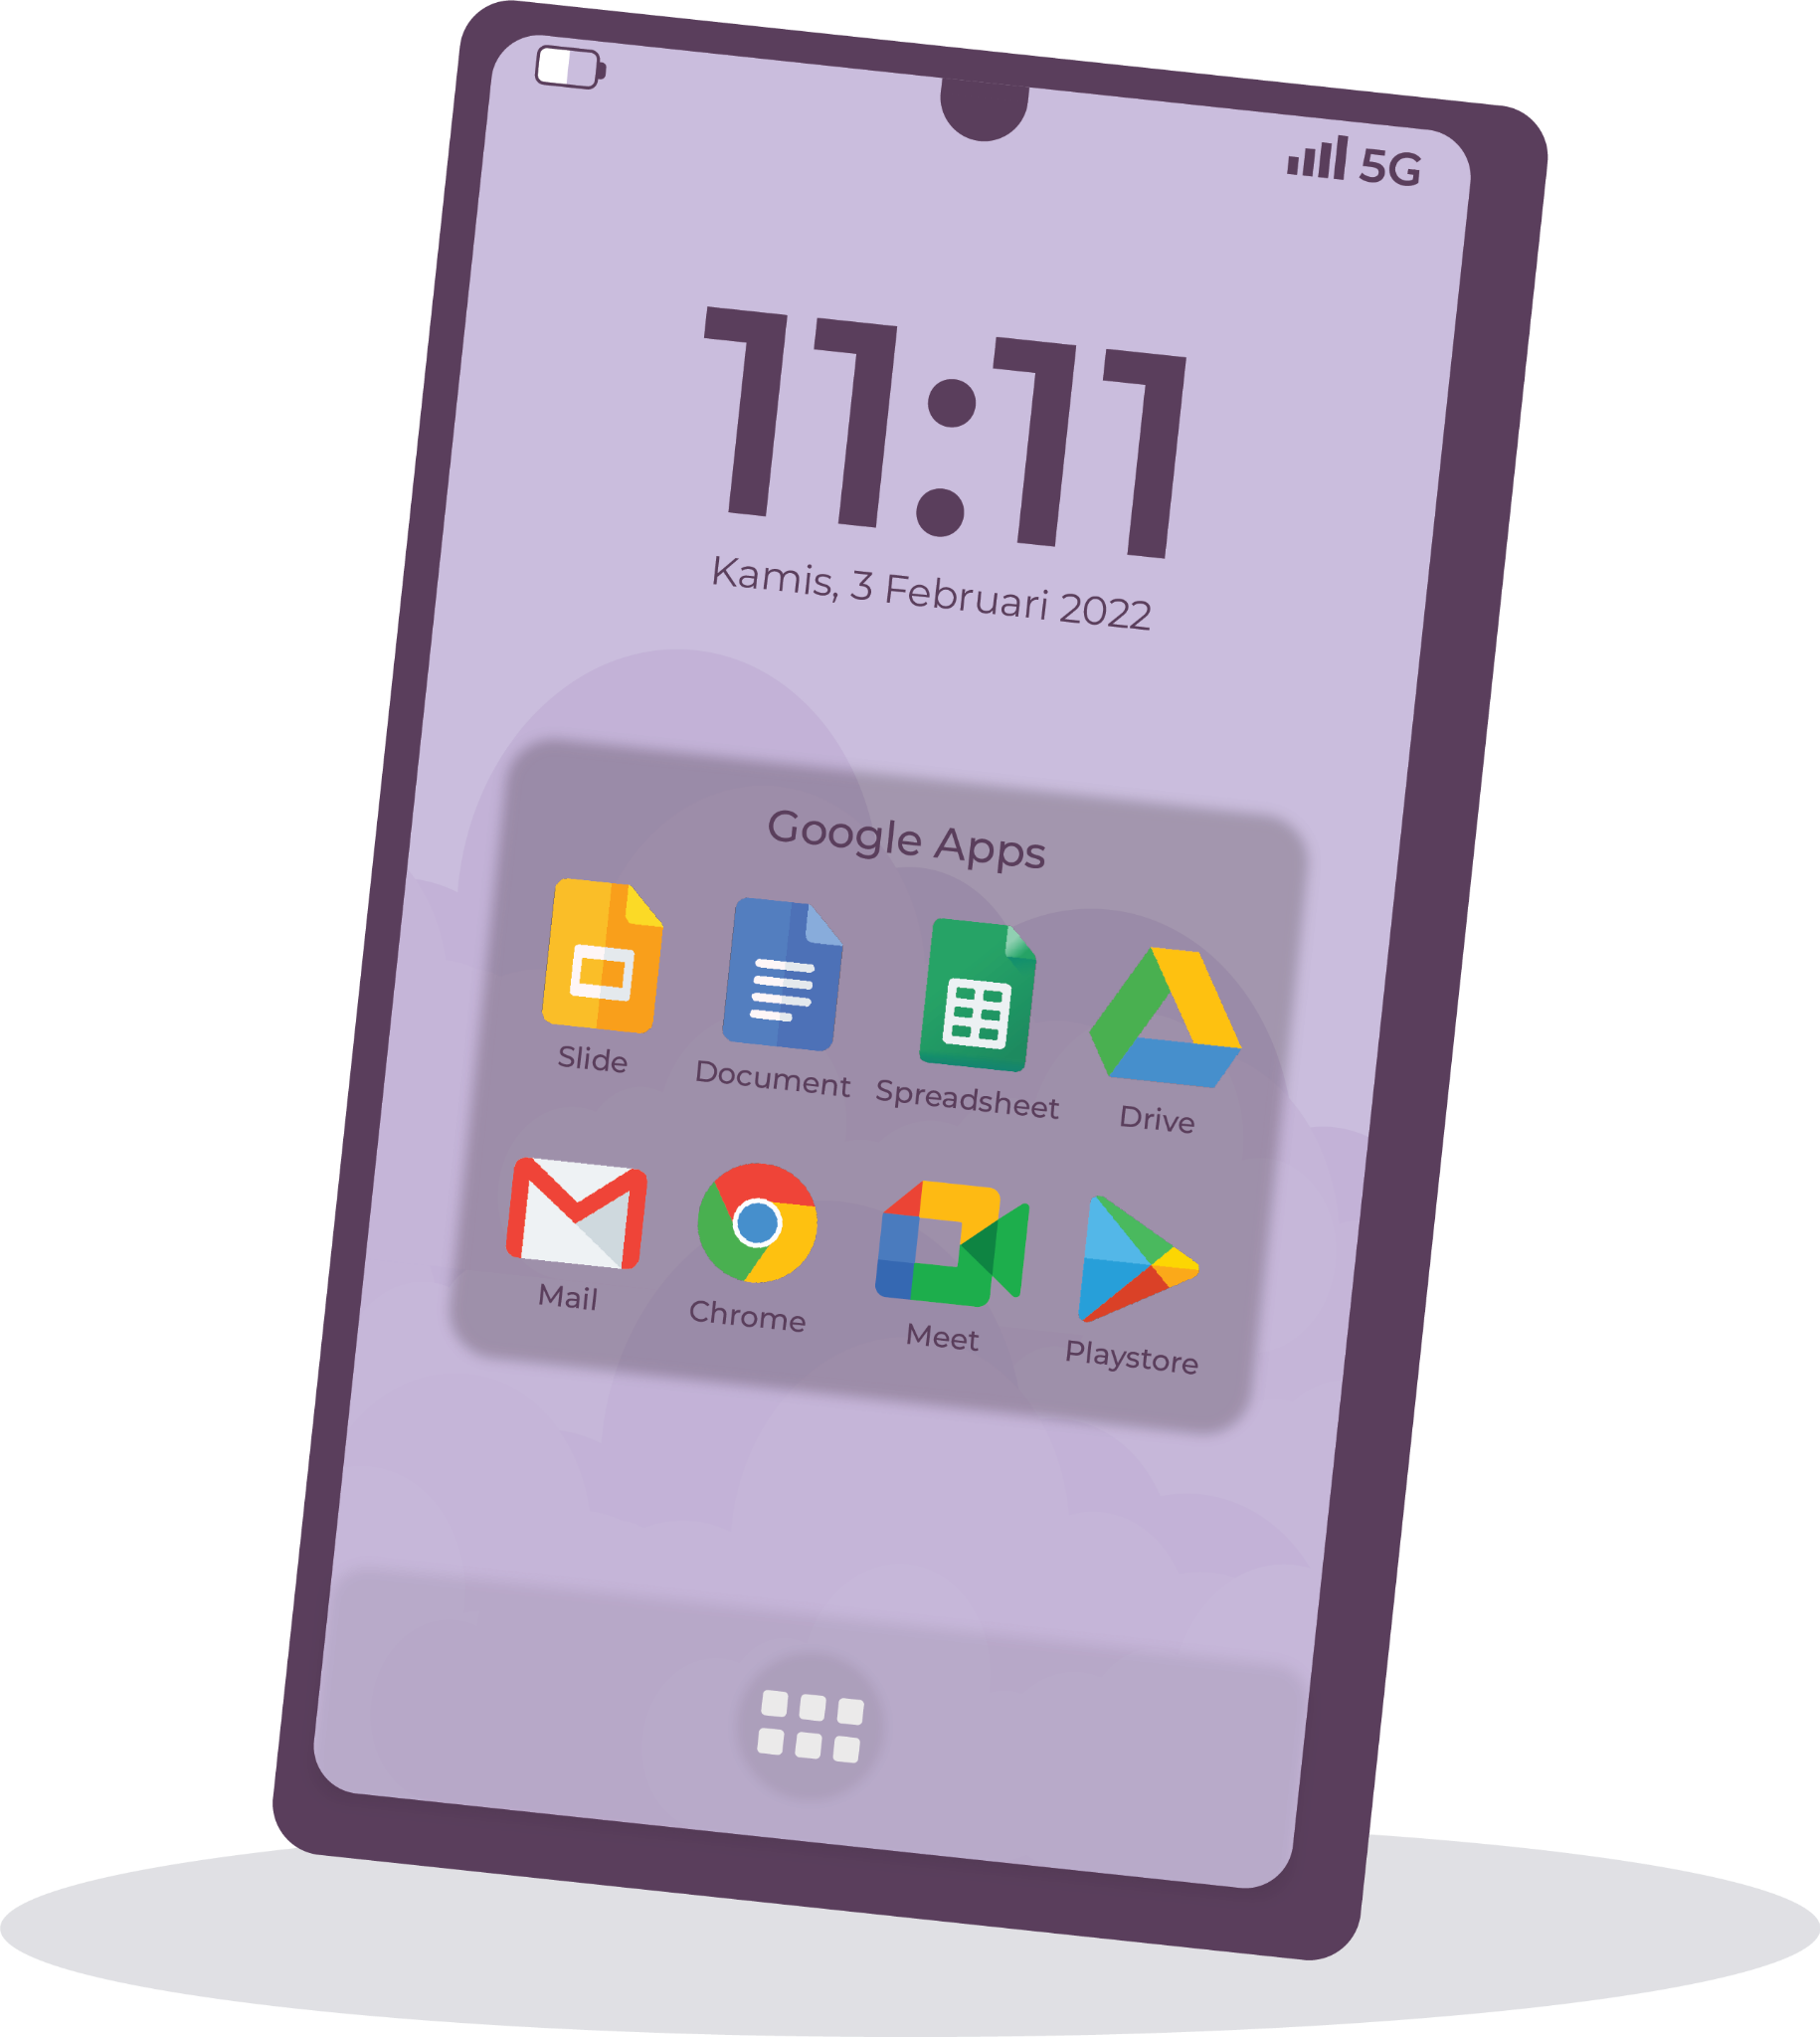 5G
11:11
Kamis, 3 Februari 2022
Google Apps
Slide Document Spreadsheet Drive
Mail Chrome Meet Playstore